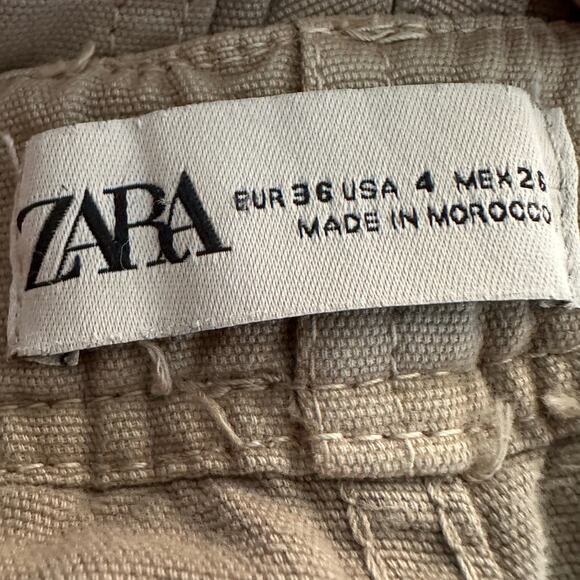 ZARA
EUR 36 USA 4 MEX 26
MADE IN MOROCCO